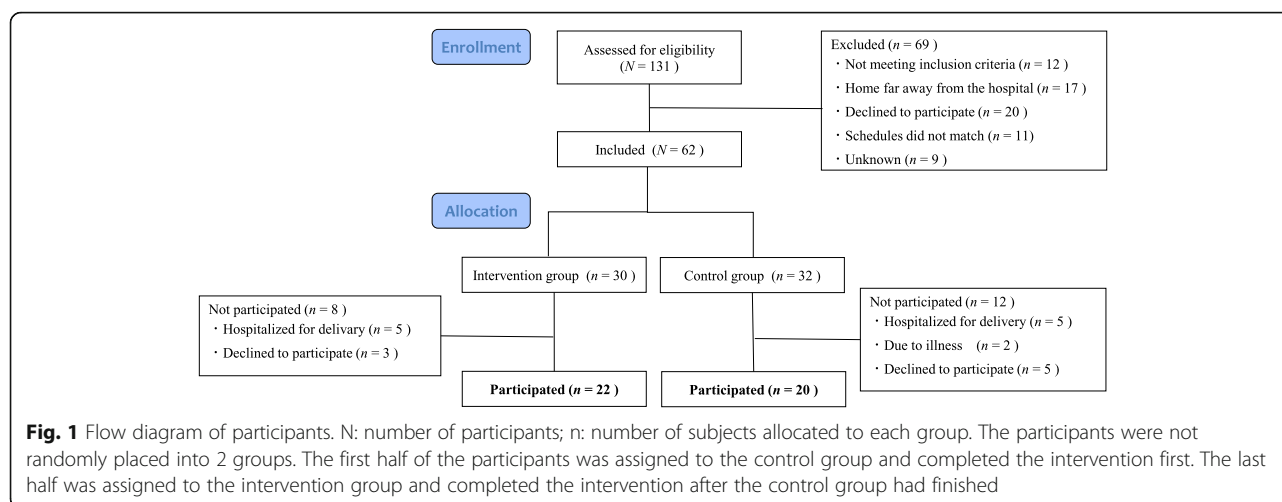 Enrollment
Assessed for eligibility
(N = 131 )
Excluded (n = 69 )
・Not meeting inclusion criteria (n = 12 )
・Home far away from the hospital (n = 17 )
・Declined to participate (n = 20 )
・Schedules did not match (n = 11)
・Unknown (n = 9 )
Included (N = 62 )
Allocation
Intervention group (n = 30 )
Control group (n = 32 )
Not participated (n = 8 )
・Hospitalized for delivary (n = 5 )
・Declined to participate (n = 3 )
Not participated (n = 12 )
・Hospitalized for delivery (n = 5 )
・Due to illness (n = 2 )
・Declined to participate (n = 5 )
Participated (n = 22 )
Participated (n = 20 )
Fig. 1 Flow diagram of participants. N: number of participants; n: number of subjects allocated to each group. The participants were not
randomly placed into 2 groups. The first half of the participants was assigned to the control group and completed the intervention first. The last
half was assigned to the intervention group and completed the intervention after the control group had finished